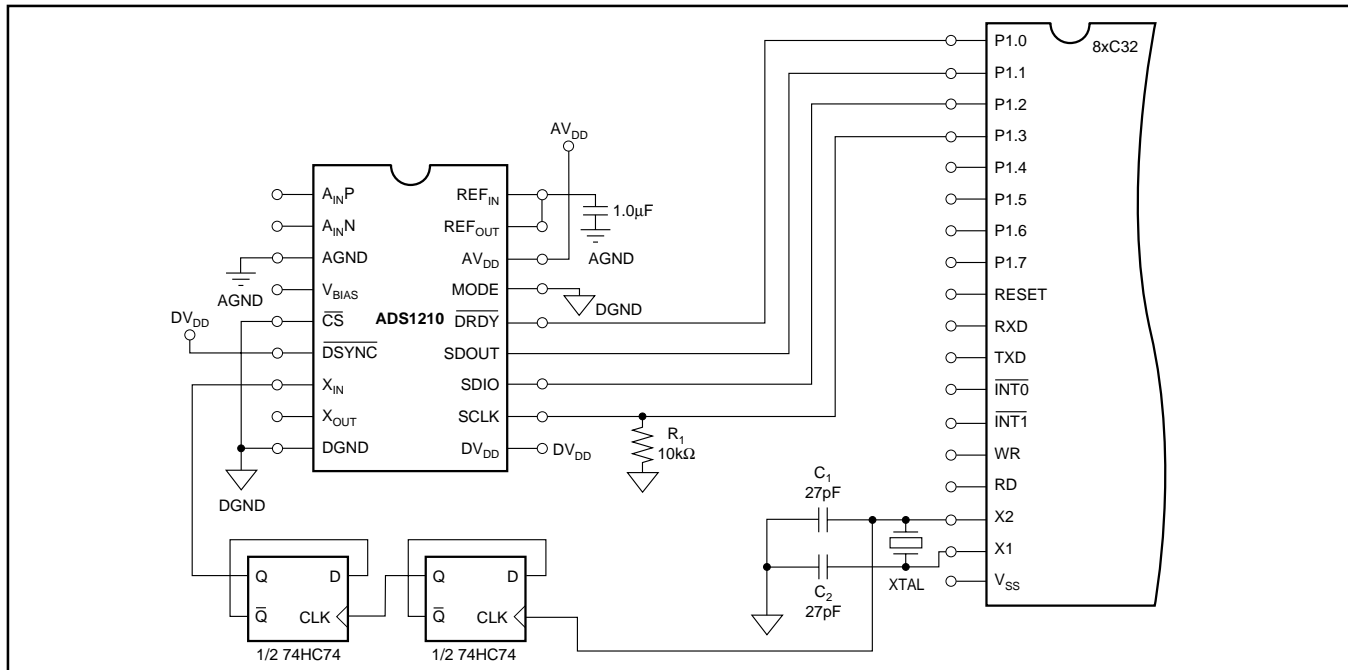 8xC32
P1.0
P1.1
P1.2
P1.3
P1.4
P1.5
P1.6
P1.7
RESET
RXD
TXD
INT0
INT1
WR
RD
X2
X1
VSS
AVDD
AINP
AINN
AGND
VBIAS
CS
DSYNC
XIN
XOUT
DGND
ADS1210
REFIN
REFOUT
AVDD
MODE
DRDY
SDOUT
SDIO
SCLK
DVDD
DVDD
1.0µF
AGND
DGND
AGND
DVDD
DGND
R1
10kΩ
C1
27pF
C2
27pF
XTAL
Q
D
Q
CLK
1/2 74HC74
Q
D
Q
CLK
1/2 74HC74